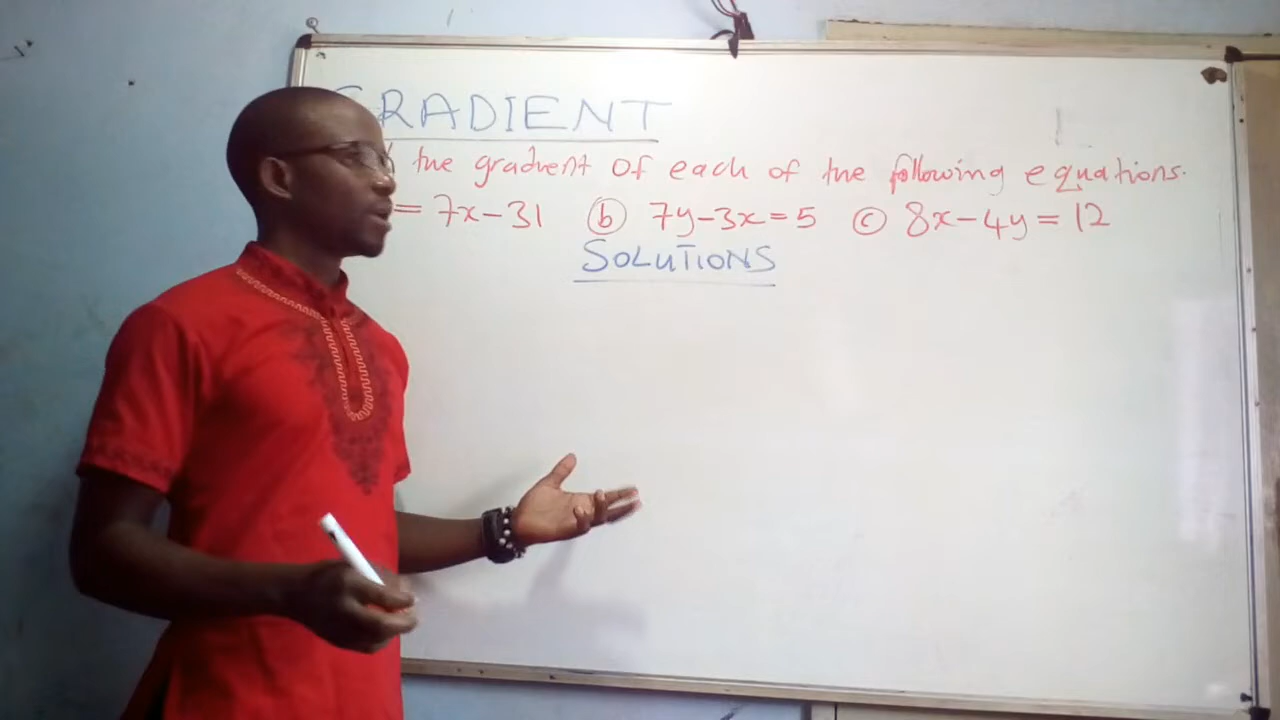 GRADIENT
the gradient of each of the following equations.
= 7x-31 (b) 7y-3x=5 (c) 8x-4y=12
SOLUTIONS